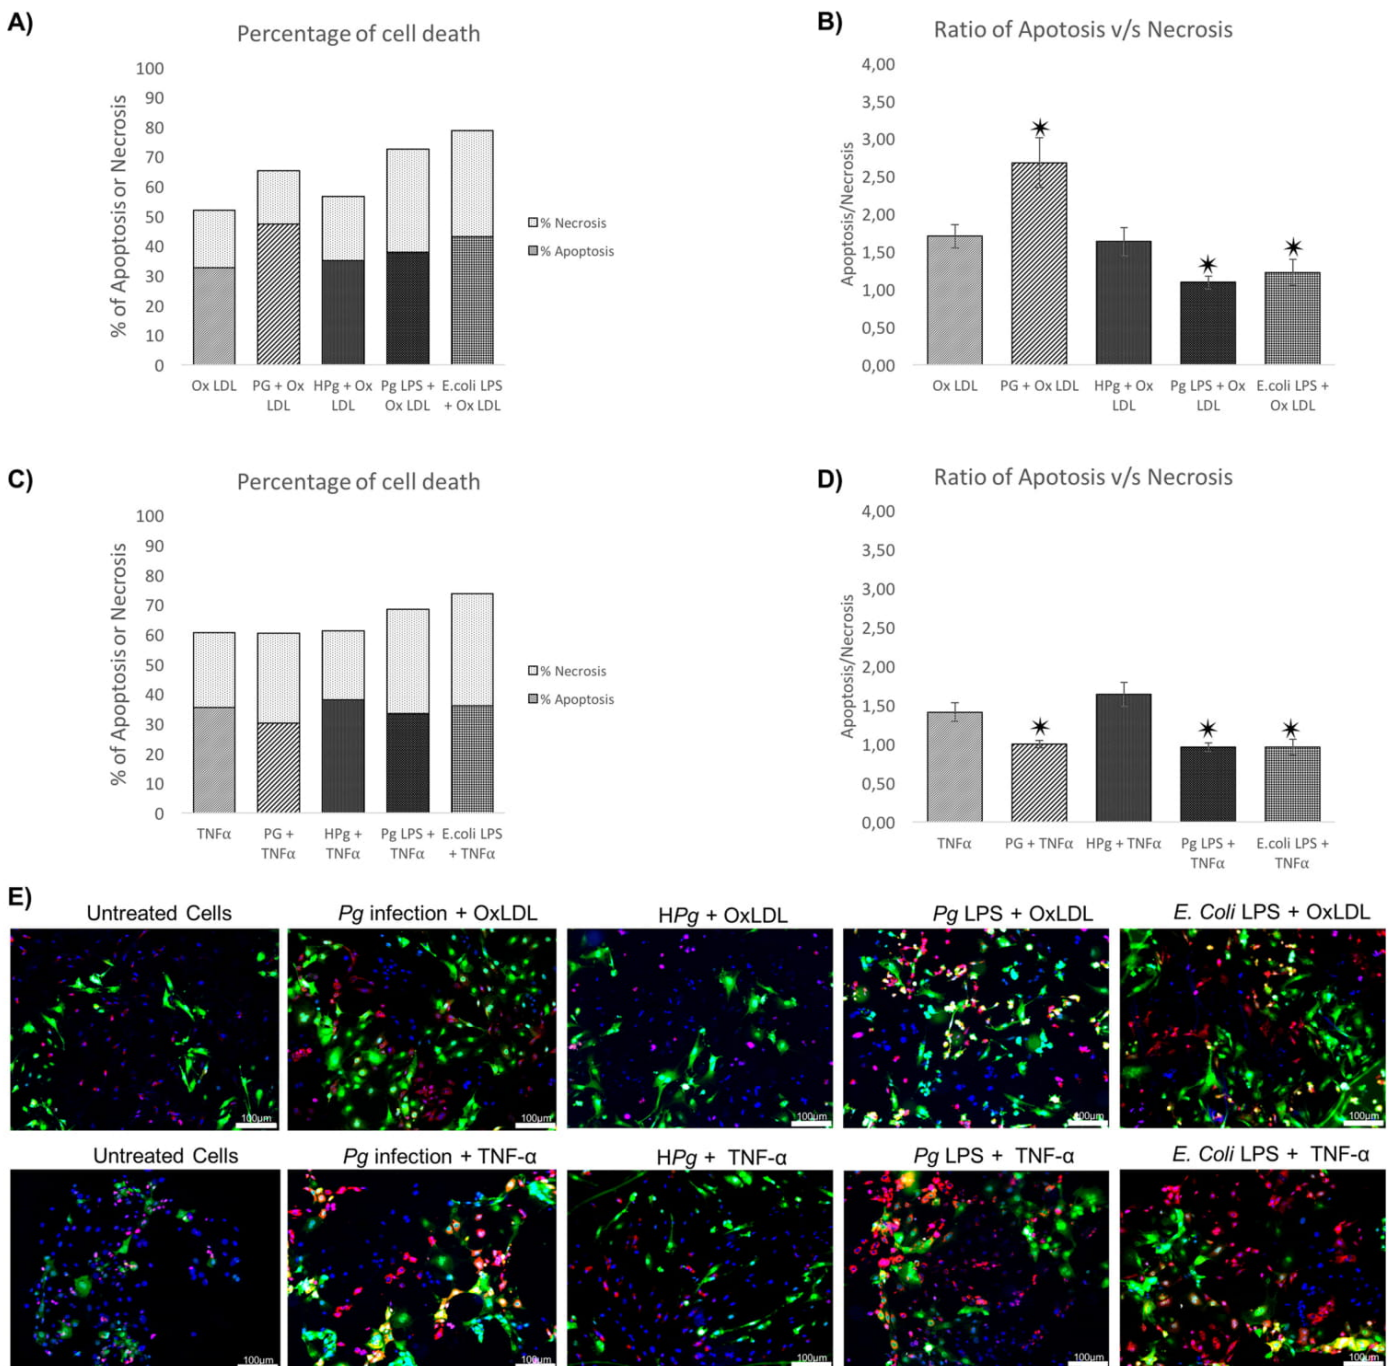 A)
Percentage of cell death
% of Apoptosis or Necrosis
100
90
80
70
60
50
40
30
20
10
0
Ox LDL
PG + Ox
LDL
HPg + Ox
LDL
Pg LPS +
Ox LDL
E.coli LPS
+ Ox LDL
% Necrosis
% Apoptosis
B)
Ratio of Apotosis v/s Necrosis
Apoptosis/Necrosis
4,00
3,50
3,00
2,50
2,00
1,50
1,00
0,50
0,00
Ox LDL
PG + Ox LDL
HPg + Ox
LDL
Pg LPS + Ox
LDL
E.coli LPS +
Ox LDL
C)
Percentage of cell death
% of Apoptosis or Necrosis
100
90
80
70
60
50
40
30
20
10
0
TNFα
PG +
TNFα
HPg +
TNFα
Pg LPS +
TNFα
E.coli LPS
+ TNFα
% Necrosis
% Apoptosis
D)
Ratio of Apotosis v/s Necrosis
Apoptosis/Necrosis
4,00
3,50
3,00
2,50
2,00
1,50
1,00
0,50
0,00
TNFα
PG + TNFα
HPg + TNFα
Pg LPS +
TNFα
E.coli LPS +
TNFα
E)
Untreated Cells
Pg infection + OxLDL
HPg + OxLDL
Pg LPS + OxLDL
E. Coli LPS + OxLDL
100µm
100µm
100µm
100µm
100µm
Untreated Cells
Pg infection + TNF-α
HPg + TNF-α
Pg LPS + TNF-α
E. Coli LPS + TNF-α
100µm
100µm
100µm
100µm
100µm